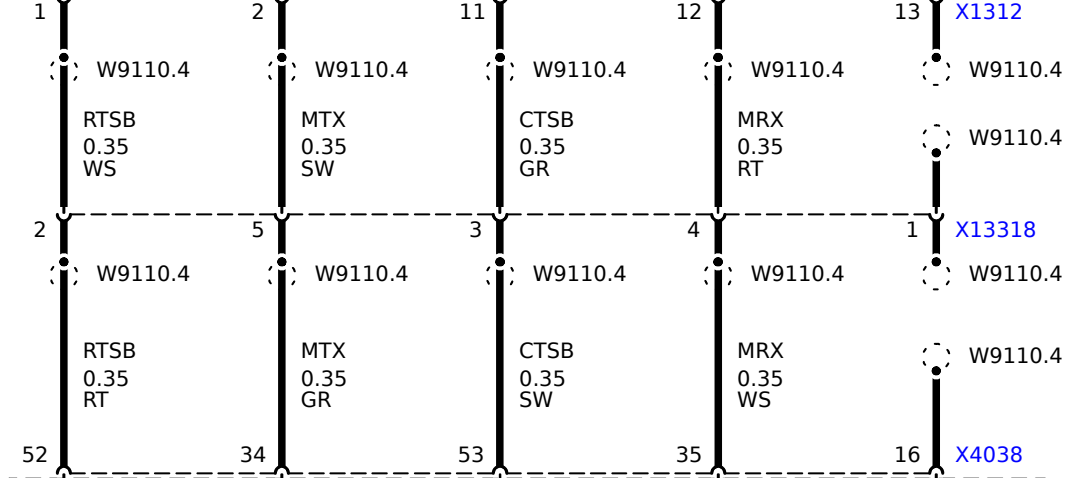 1 2 11 12 13 X1312
W9110.4 W9110.4 W9110.4 W9110.4 W9110.4
RTSB MTX CTSB MRX
W9110.4
0.35 0.35 0.35 0.35
WS SW GR RT
2 5 3 4 1 X13318
W9110.4 W9110.4 W9110.4 W9110.4 W9110.4
RTSB MTX CTSB MRX W9110.4
0.35 0.35 0.35 0.35
RT GR SW WS
52 34 53 35 16 X4038